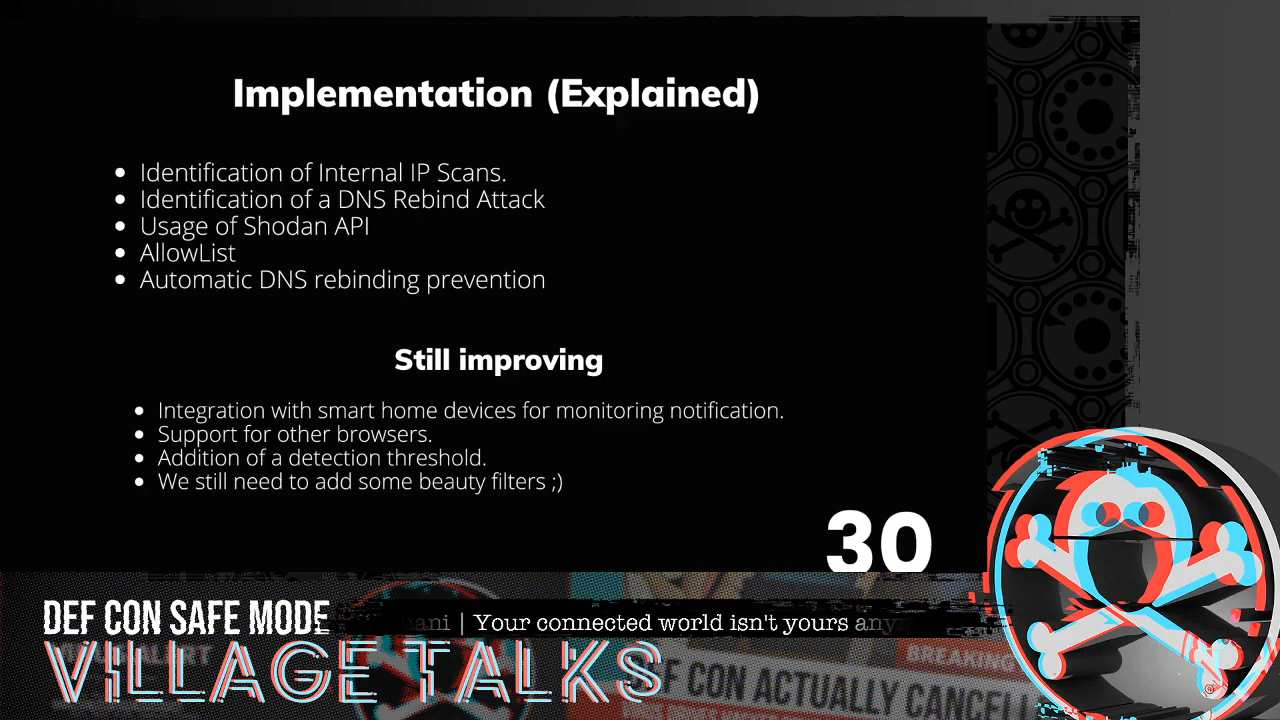 Implementation (Explained)
Identification of Internal IP Scans.
Identification of a DNS Rebind Attack
Usage of Shodan API
AllowList
Automatic DNS rebinding prevention
Still improving
Integration with smart home devices for monitoring notification.
Support for other browsers.
Addition of a detection threshold.
We still need to add some beauty filters ;)
30
DEF CON SAFE MODE
| Your connected world isn't yours any
VILLAGE TALKS
BREAKING
DEF CON ACTUALLY CANCELL